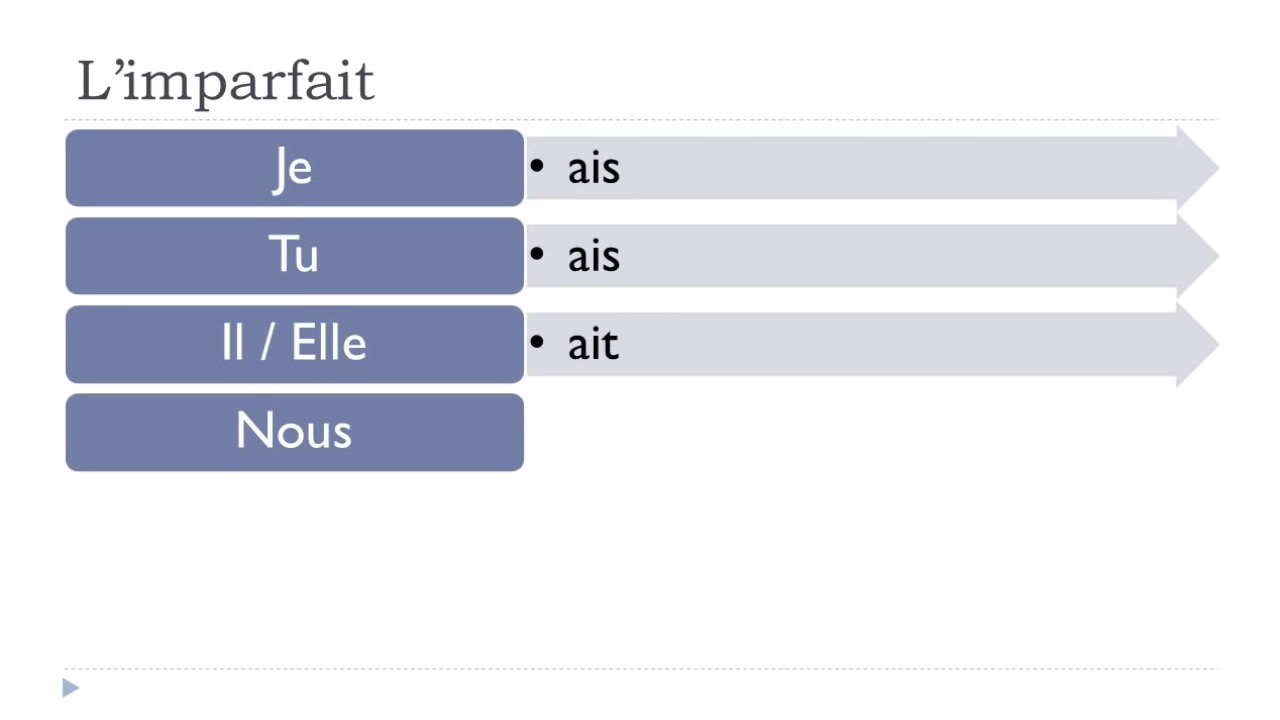 L’imparfait
Je
• ais
Tu
• ais
Il / Elle
• ait
Nous